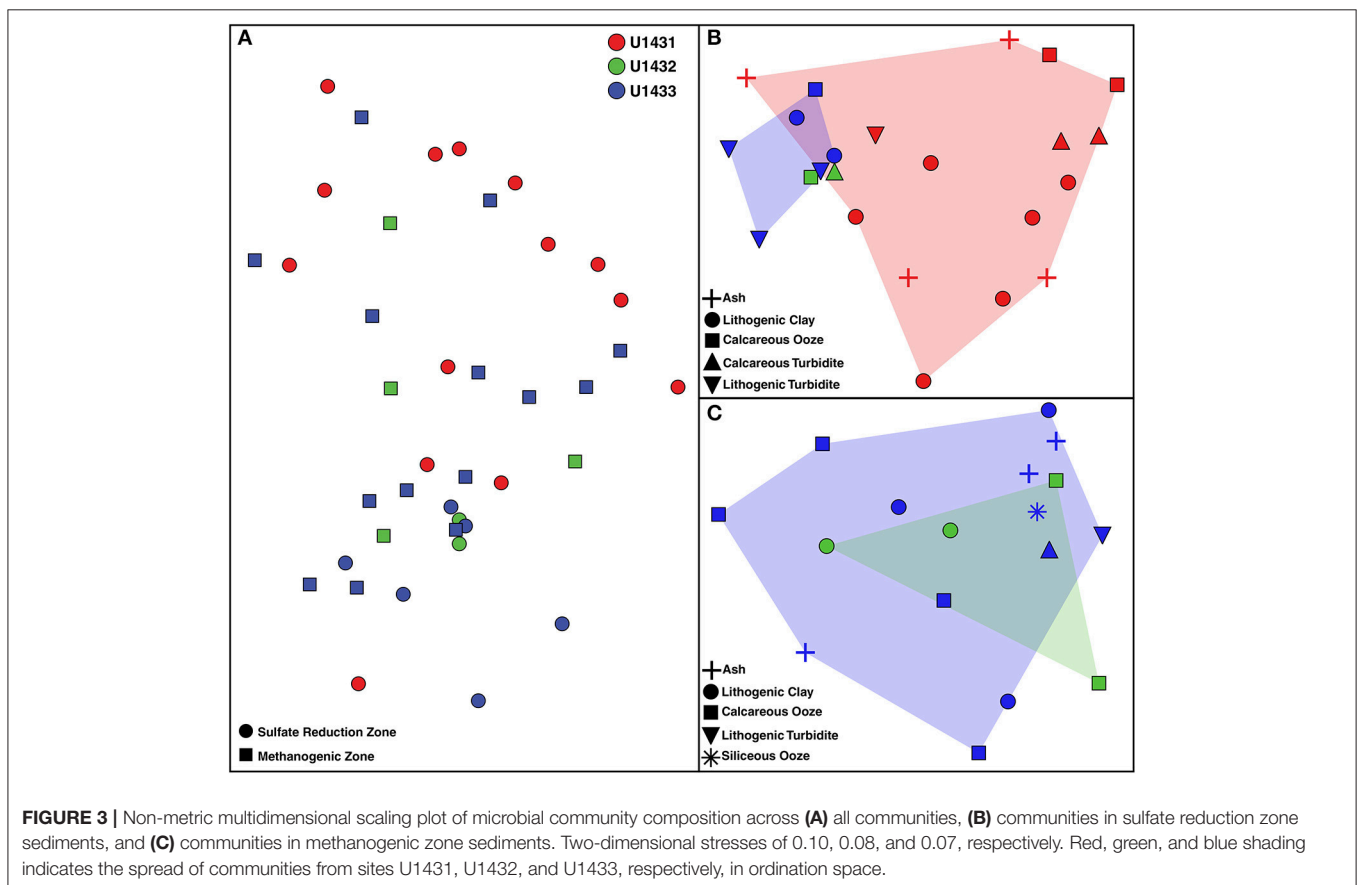 A
U1431
U1432
U1433
Sulfate Reduction Zone
Methanogenic Zone
B
Ash
Lithogenic Clay
Calcareous Ooze
Calcareous Turbidite
Lithogenic Turbidite
C
Ash
Lithogenic Clay
Calcareous Ooze
Lithogenic Turbidite
Siliceous Ooze
FIGURE 3 | Non-metric multidimensional scaling plot of microbial community composition across (A) all communities, (B) communities in sulfate reduction zone
sediments, and (C) communities in methanogenic zone sediments. Two-dimensional stresses of 0.10, 0.08, and 0.07, respectively. Red, green, and blue shading
indicates the spread of communities from sites U1431, U1432, and U1433, respectively, in ordination space.